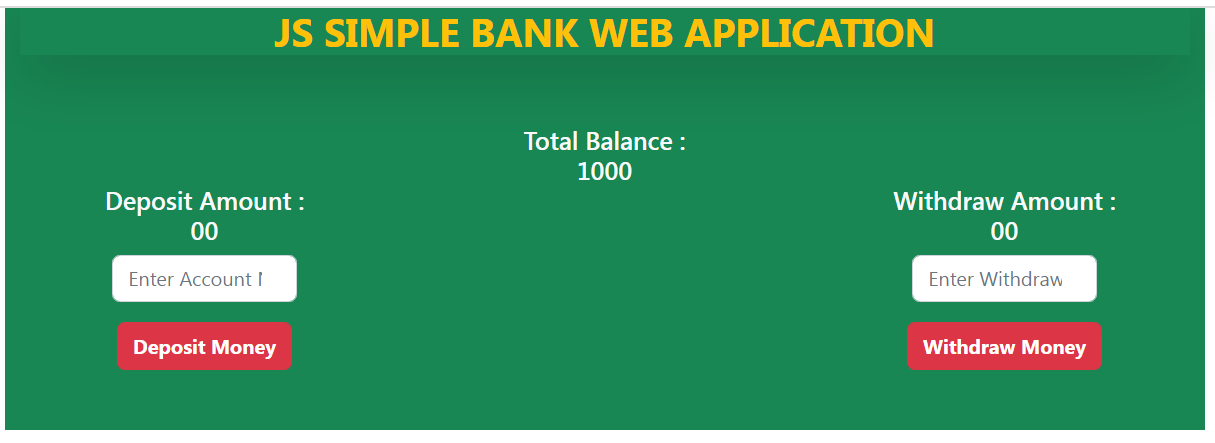 JS SIMPLE BANK WEB APPLICATION
Total Balance :
1000
Deposit Amount :
00
Enter Account
Deposit Money
Withdraw Amount :
00
Enter Withdraw
Withdraw Money